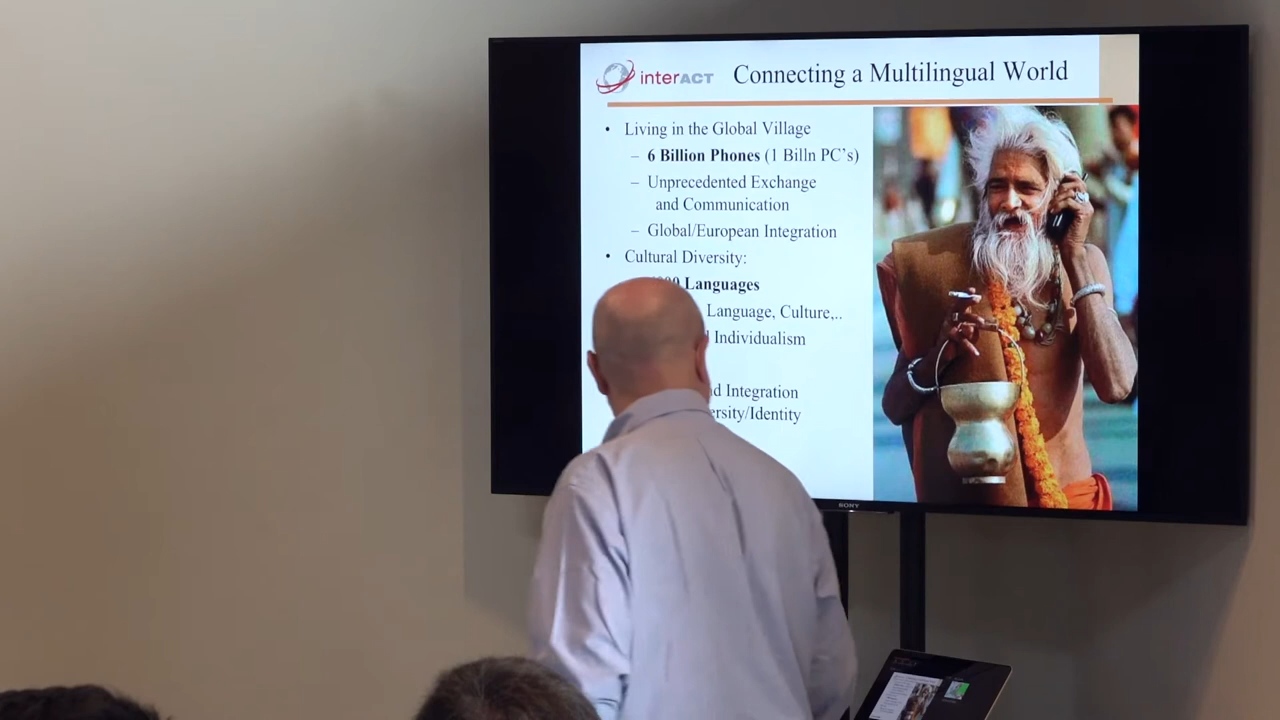 interACT Connecting a Multilingual World
• Living in the Global Village
– 6 Billion Phones (1 Billn PC's)
– Unprecedented Exchange
and Communication
– Global/European Integration
• Cultural Diversity:
Languages
Language, Culture,..
Individualism
Integration
/Identity
SONY